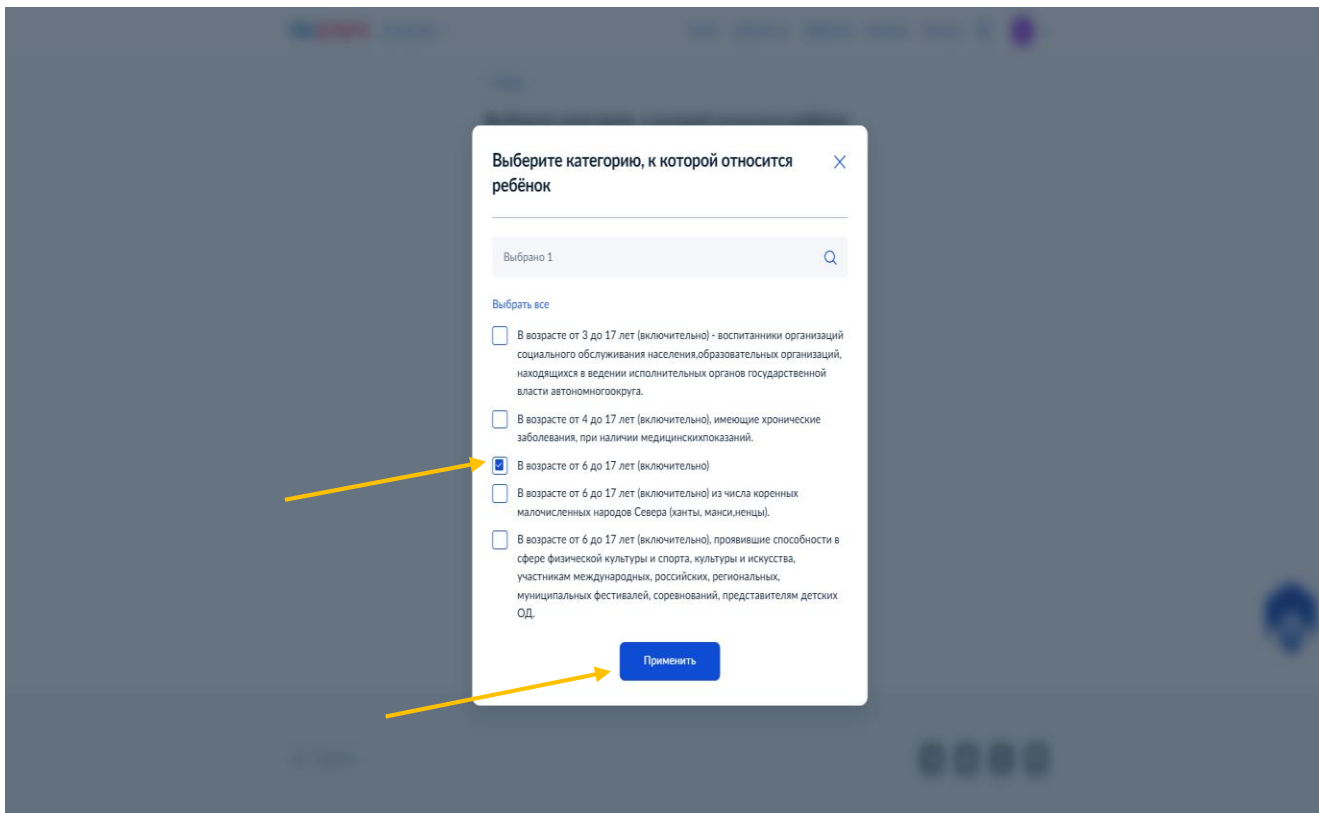 Выберите категорию, к которой относится
ребёнок
Выбрано 1
Выбрать все
В возрасте от 3 до 17 лет (включительно) - воспитанники организаций
социального обслуживания населения,образовательных организаций,
находящихся в ведении исполнительных органов государственной
власти автономногоокруга.
В возрасте от 4 до 17 лет (включительно), имеющие хронические
заболевания, при наличии медицинскихпоказаний.
В возрасте от 6 до 17 лет (включительно)
В возрасте от 6 до 17 лет (включительно) из числа коренных
малочисленных народов Севера (ханты, манси,ненцы).
В возрасте от 6 до 17 лет (включительно), проявившие способности в
сфере физической культуры и спорта, культуры и искусства,
участникам международных, российских, региональных,
муниципальных фестивалей, соревнований, представителям детских
ОД.
Применить